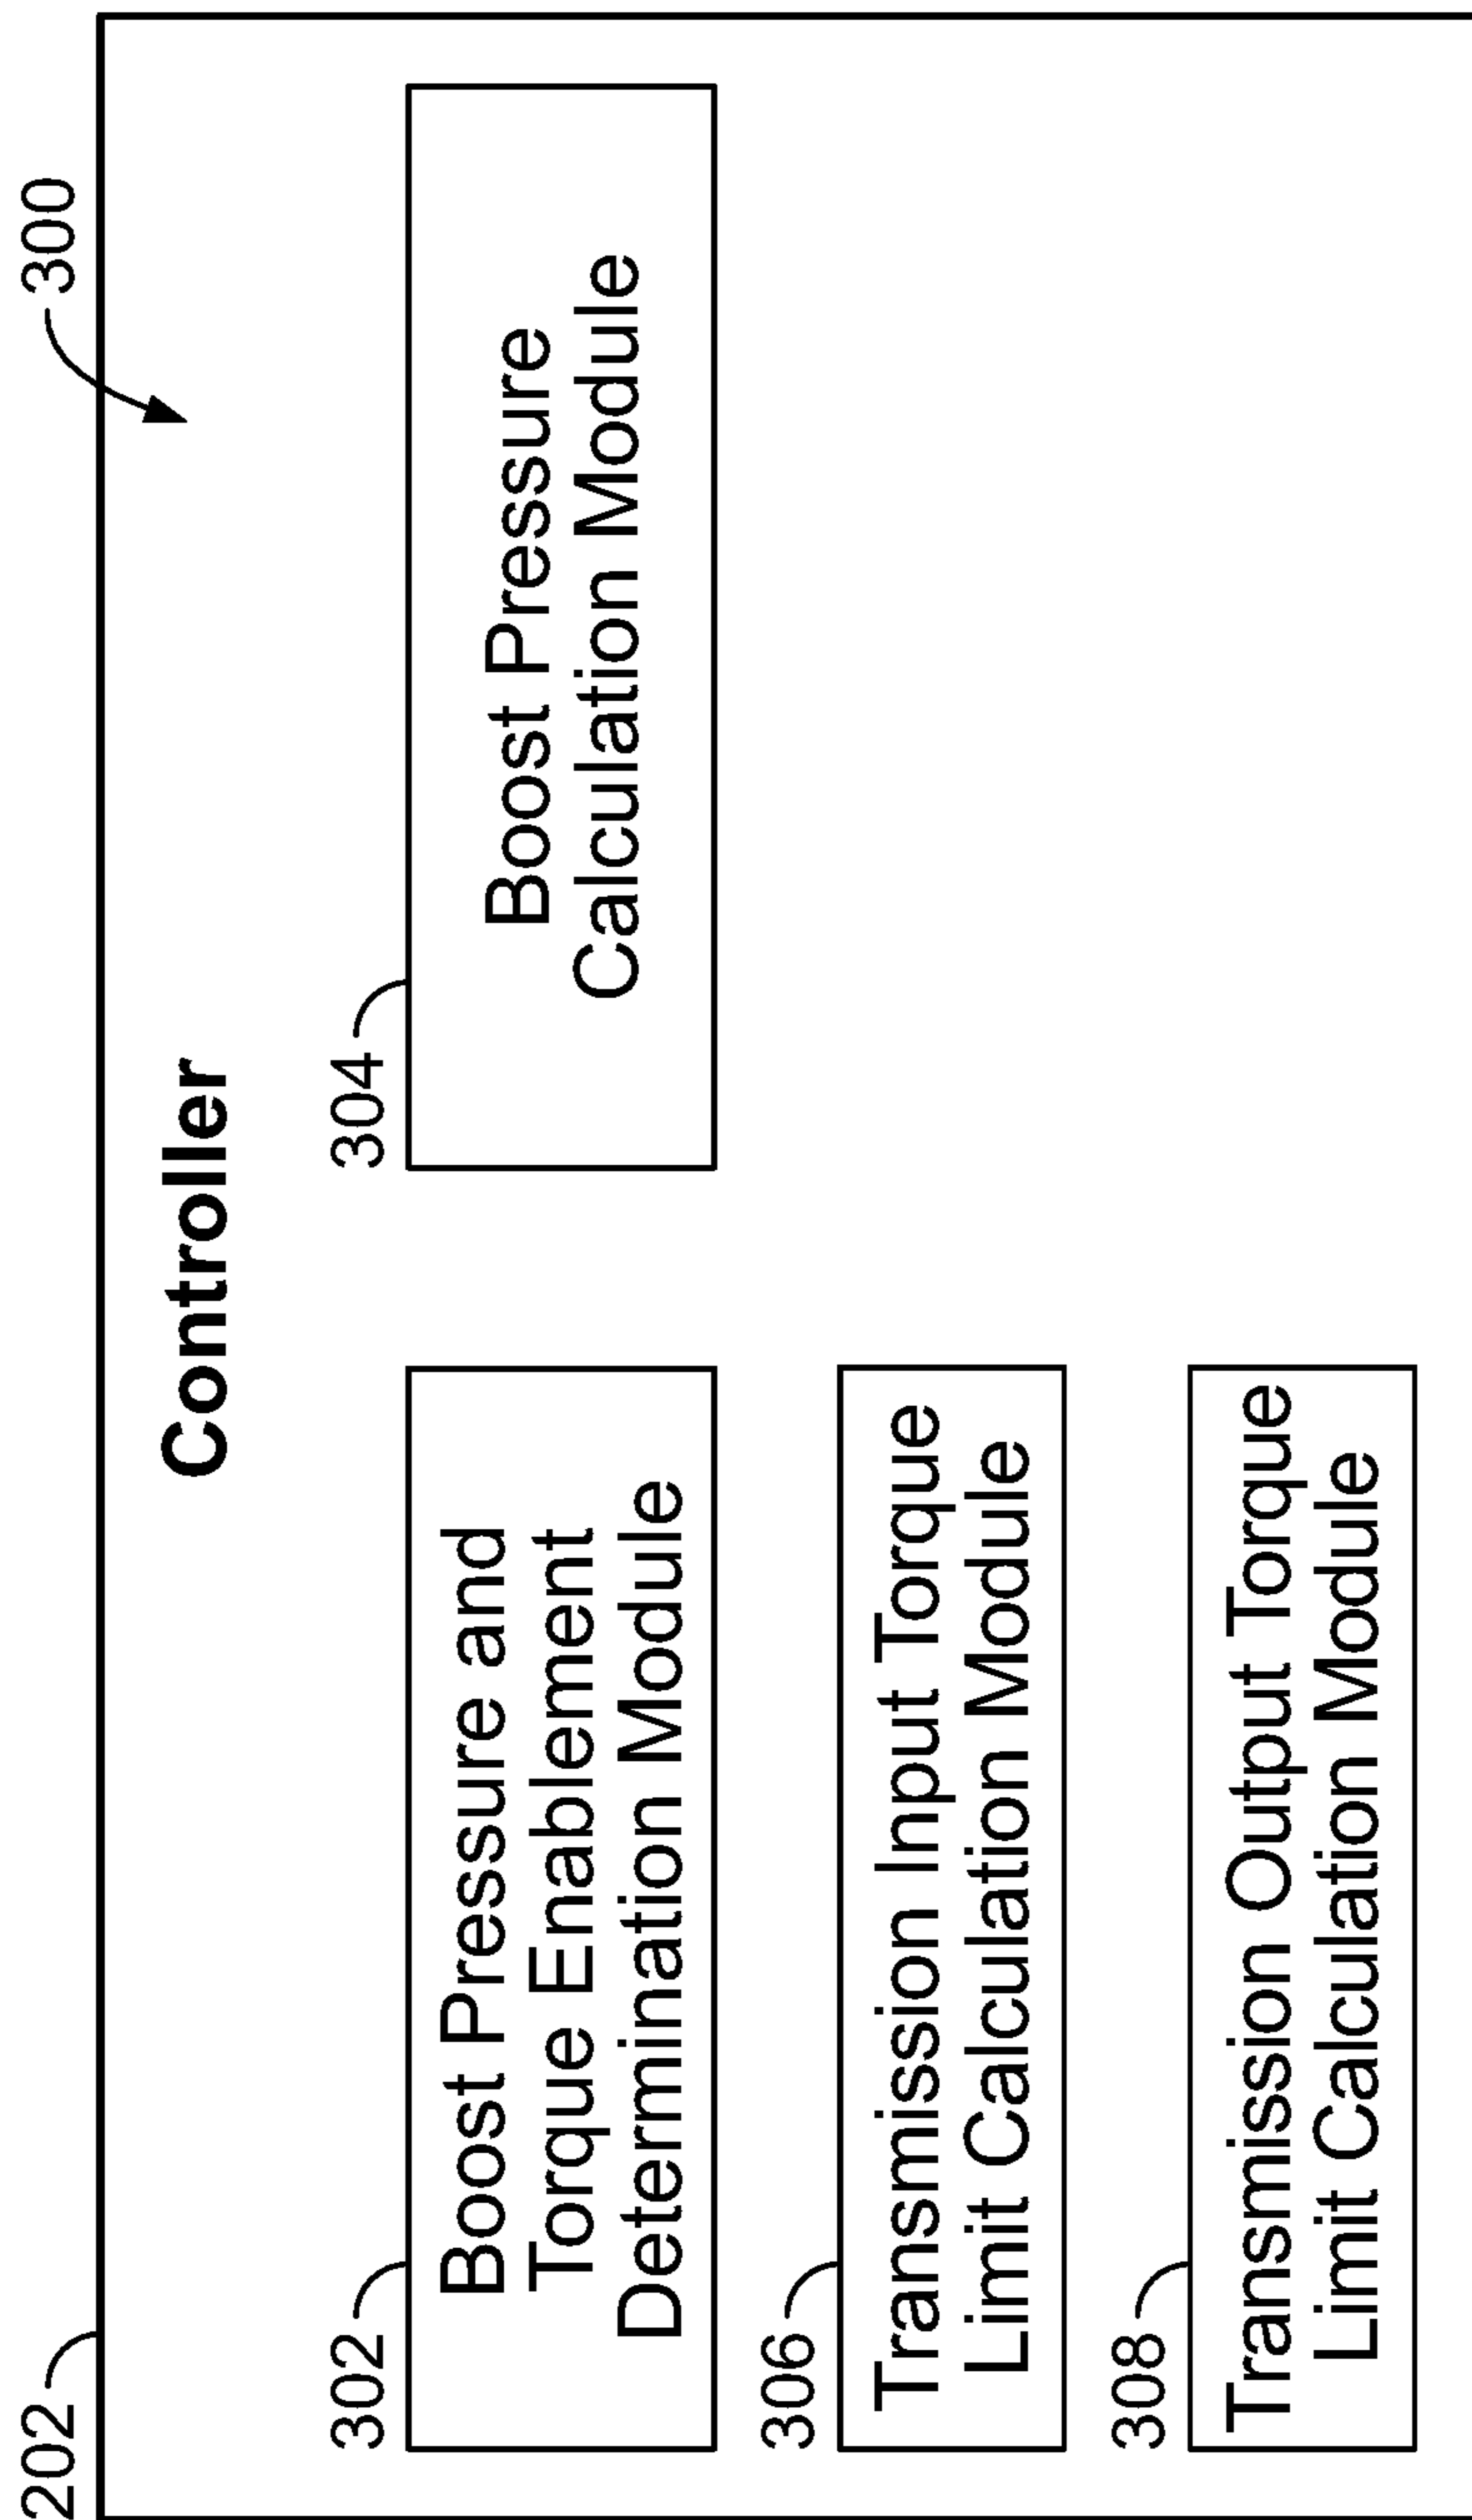 202
300
Controller
302
Boost Pressure and
Torque Enablement
Determination Module
304
Boost Pressure
Calculation Module
306
Transmission Input Torque
Limit Calculation Module
308
Transmission Output Torque
Limit Calculation Module